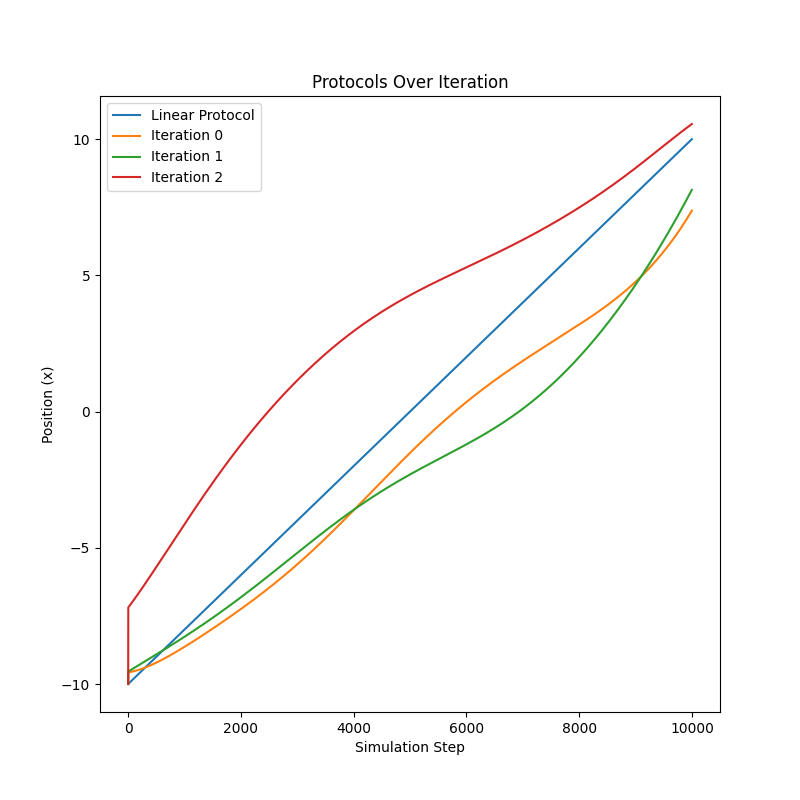 Protocols Over Iteration
Linear Protocol
Iteration 0
Iteration 1
Iteration 2
10
5
0
−5
−10
Position (x)
0 2000 4000 6000 8000 10000
Simulation Step